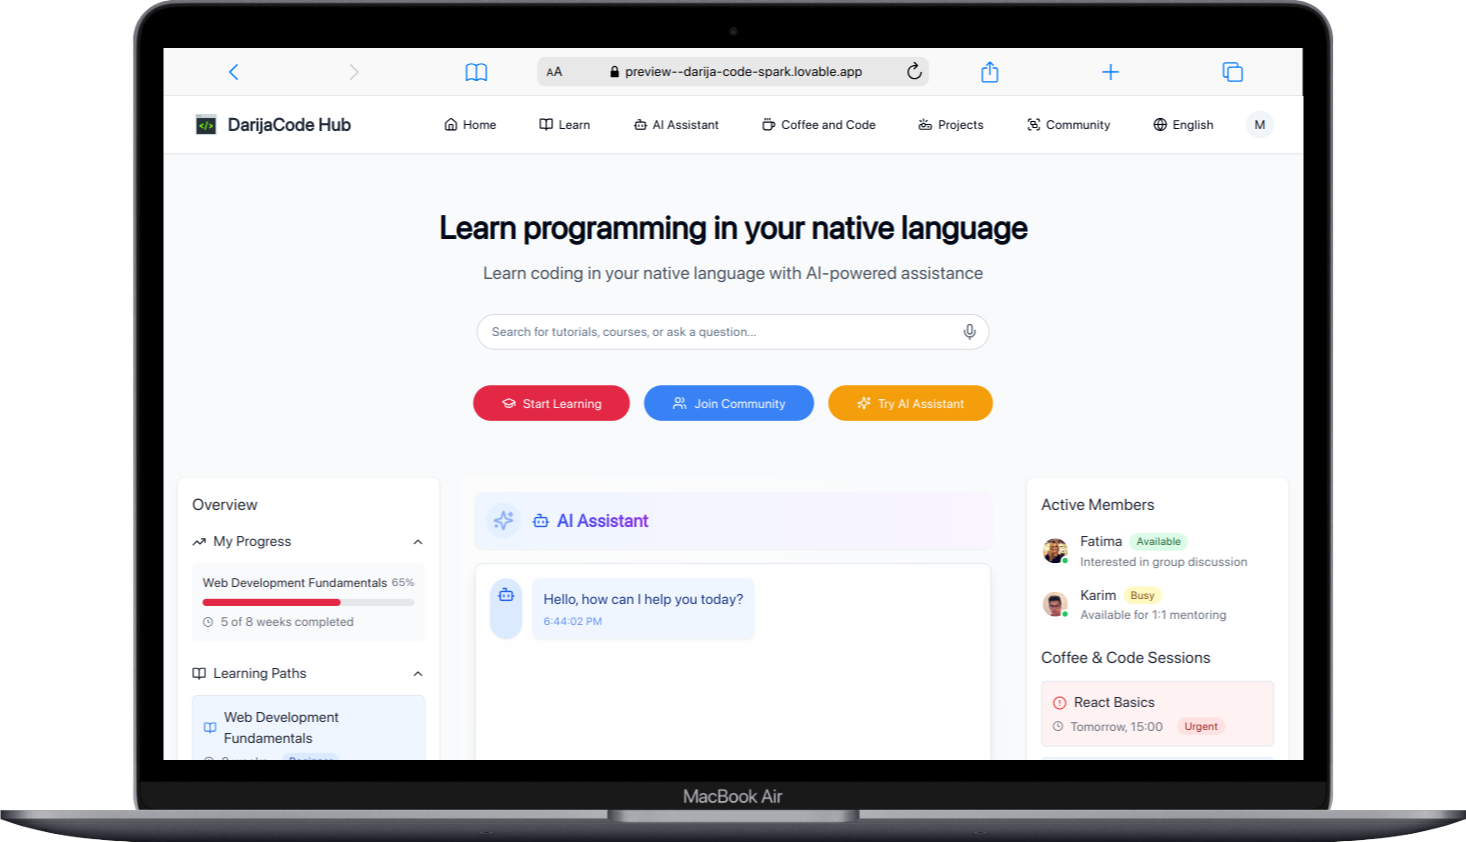 AA preview--darija-code-spark.lovable.app
</> DarijaCode Hub Home Learn AI Assistant Coffee and Code Projects Community English M
Learn programming in your native language
Learn coding in your native language with AI-powered assistance
Search for tutorials, courses, or ask a question...
Start Learning Join Community Try AI Assistant
Overview
My Progress
Web Development Fundamentals 65%
5 of 8 weeks completed
Learning Paths
Web Development
Fundamentals
AI Assistant
Hello, how can I help you today?
6:44:02 PM
Active Members
Fatima Available
Interested in group discussion
Karim Busy
Available for 1:1 mentoring
Coffee & Code Sessions
React Basics
Tomorrow, 15:00 Urgent
MacBook Air